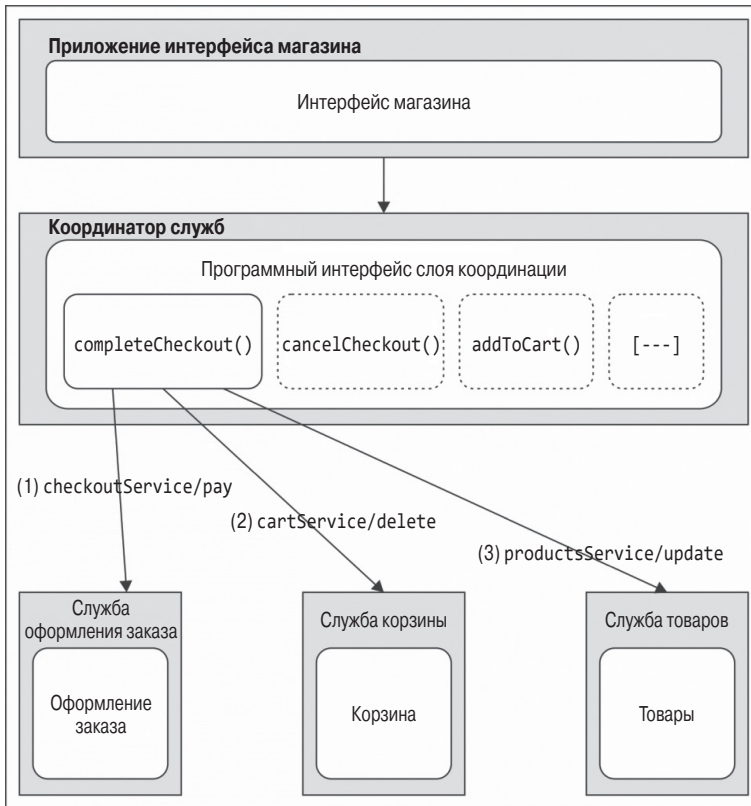 Приложение интерфейса магазина
Интерфейс магазина
Координатор служб
Программный интерфейс слоя координации
completeCheckout()
cancelCheckout()
addToCart()
[---]
(1) checkoutService/pay
(2) cartService/delete
(3) productsService/update
Служба
оформления заказа
Оформление
заказа
Служба корзины
Корзина
Служба товаров
Товары